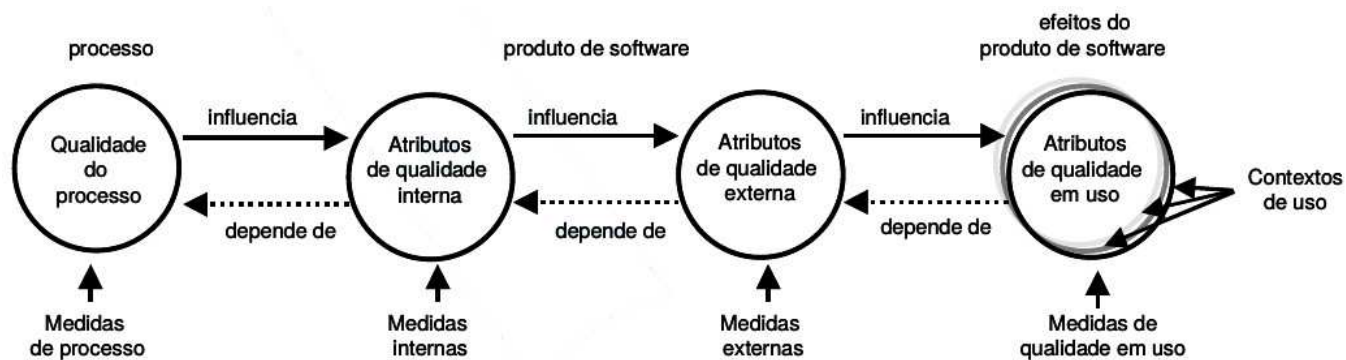 processo
produto de software
efeitos do
produto de software
Qualidade
do
processo
influencia
depende de
Atributos
de qualidade
interna
influencia
depende de
Atributos
de qualidade
externa
influencia
depende de
Atributos
de qualidade
em uso
Contextos
de uso
Medidas
de processo
Medidas
internas
Medidas
externas
Medidas de
qualidade em uso